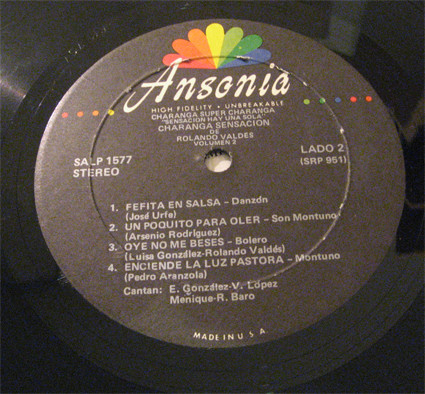 Ansonia
HIGH FIDELITY • UNBREAKABLE
CHARANGA SUPER CHARANGA
"SENSACION HAY UNA SOLA"
CHARANGA SENSACION
DE
ROLANDO VALDES
VOLUMEN 2
SALP 1577
STEREO
LADO 2
(SRP 951)
1. FEFITA EN SALSA – Danzón
(José Urfe)
2. UN POQUITO PARA OLER – Son Montuno
(Arsenio Rodríguez)
3. OYE NO ME BESES – Bolero
(Luisa González-Rolando Valdés)
4. ENCIENDE LA LUZ PASTORA – Montuno
(Pedro Aranzola)
Cantan: E. González-V. López
Menique-R. Baro
MADE IN U S A